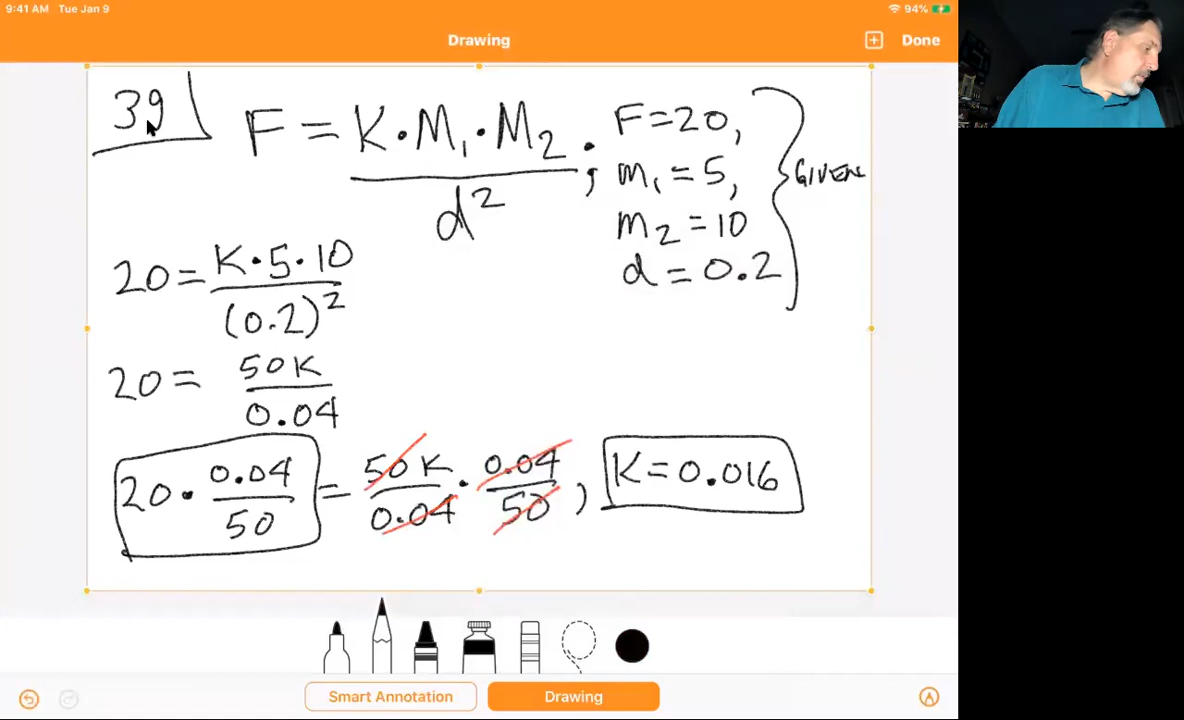 9:41 AM Tue Jan 9
94%
Drawing
Done
39
F = K·M₁·M₂ / d² ;
F=20,
m₁ = 5,
m₂ = 10
d = 0.2
GIVENS
20 = K·5·10 / (0.2)²
20 = 50K / 0.04
20 · 0.04/50 = 50K/0.04 · 0.04/50 , K = 0.016
Smart Annotation
Drawing